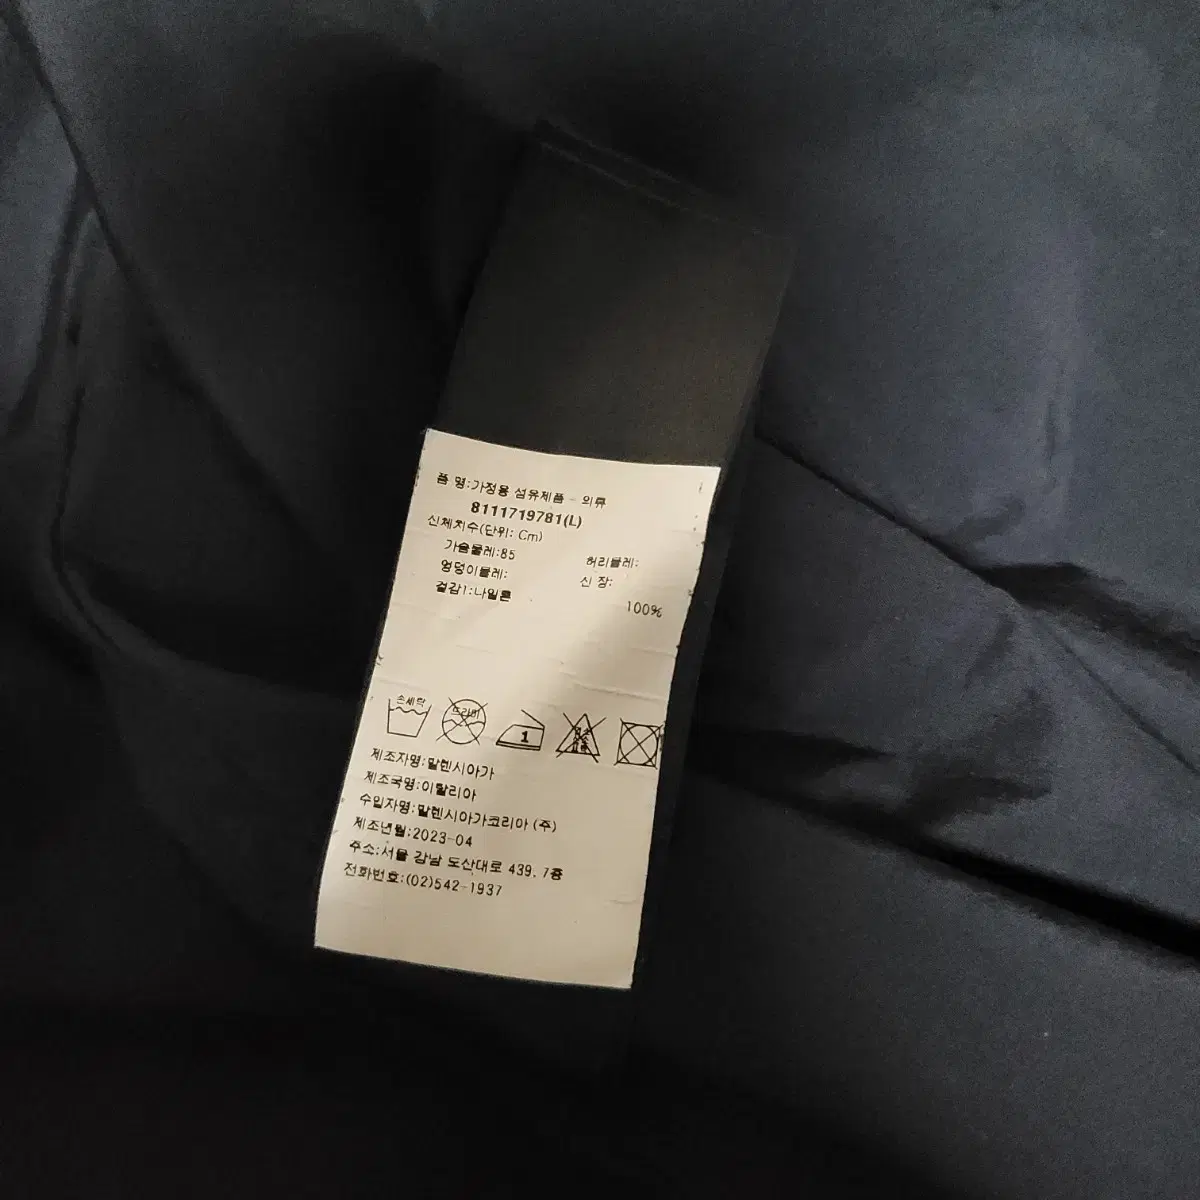 품 명:가정용 섬유제품 - 의류
8111719781(L)
신체치수(단위: Cm)
가슴둘레:85 허리둘레:
엉덩이둘레: 신 장:
겉감1:나일론 100%
손세탁 드라이 1
제조자명:발렌시아가
제조국명:이탈리아
수입자명:발렌시아가코리아 (주)
제조년월:2023-04
주소:서울 강남 도산대로 439, 7층
전화번호:(02)542-1937